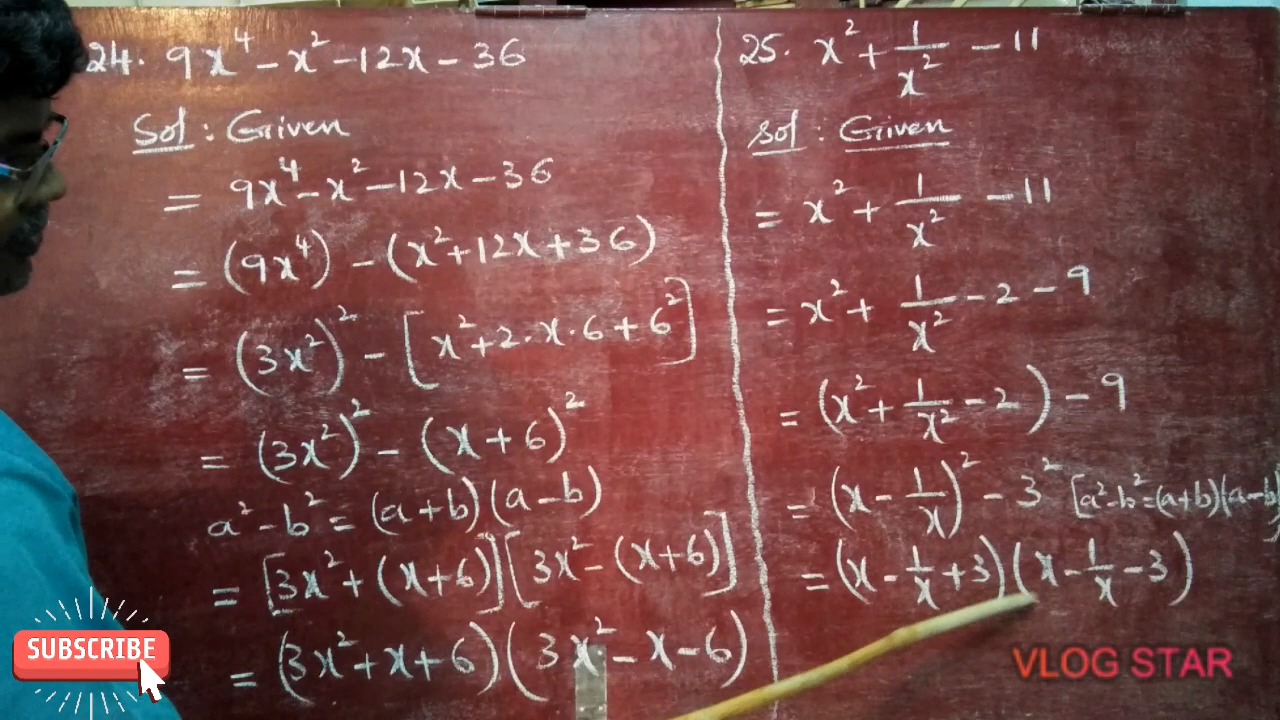 24. 9x⁴ - x² - 12x - 36
Sol : Given
= 9x⁴ - x² - 12x - 36
= (9x⁴) - (x² + 12x + 36)
= (3x²)² - [x² + 2·x·6 + 6²]
= (3x²)² - (x + 6)²
a² - b² = (a + b)(a - b)
= [3x² + (x + 6)][3x² - (x + 6)]
= (3x² + x + 6)(3x² - x - 6)
25. x² + 1/x² - 11
Sol : Given
= x² + 1/x² - 11
= x² + 1/x² - 2 - 9
= (x² + 1/x² - 2) - 9
= (x - 1/x)² - 3² [a² - b² = (a + b)(a - b)
= (x - 1/x + 3)(x - 1/x - 3)
SUBSCRIBE
VLOG STAR